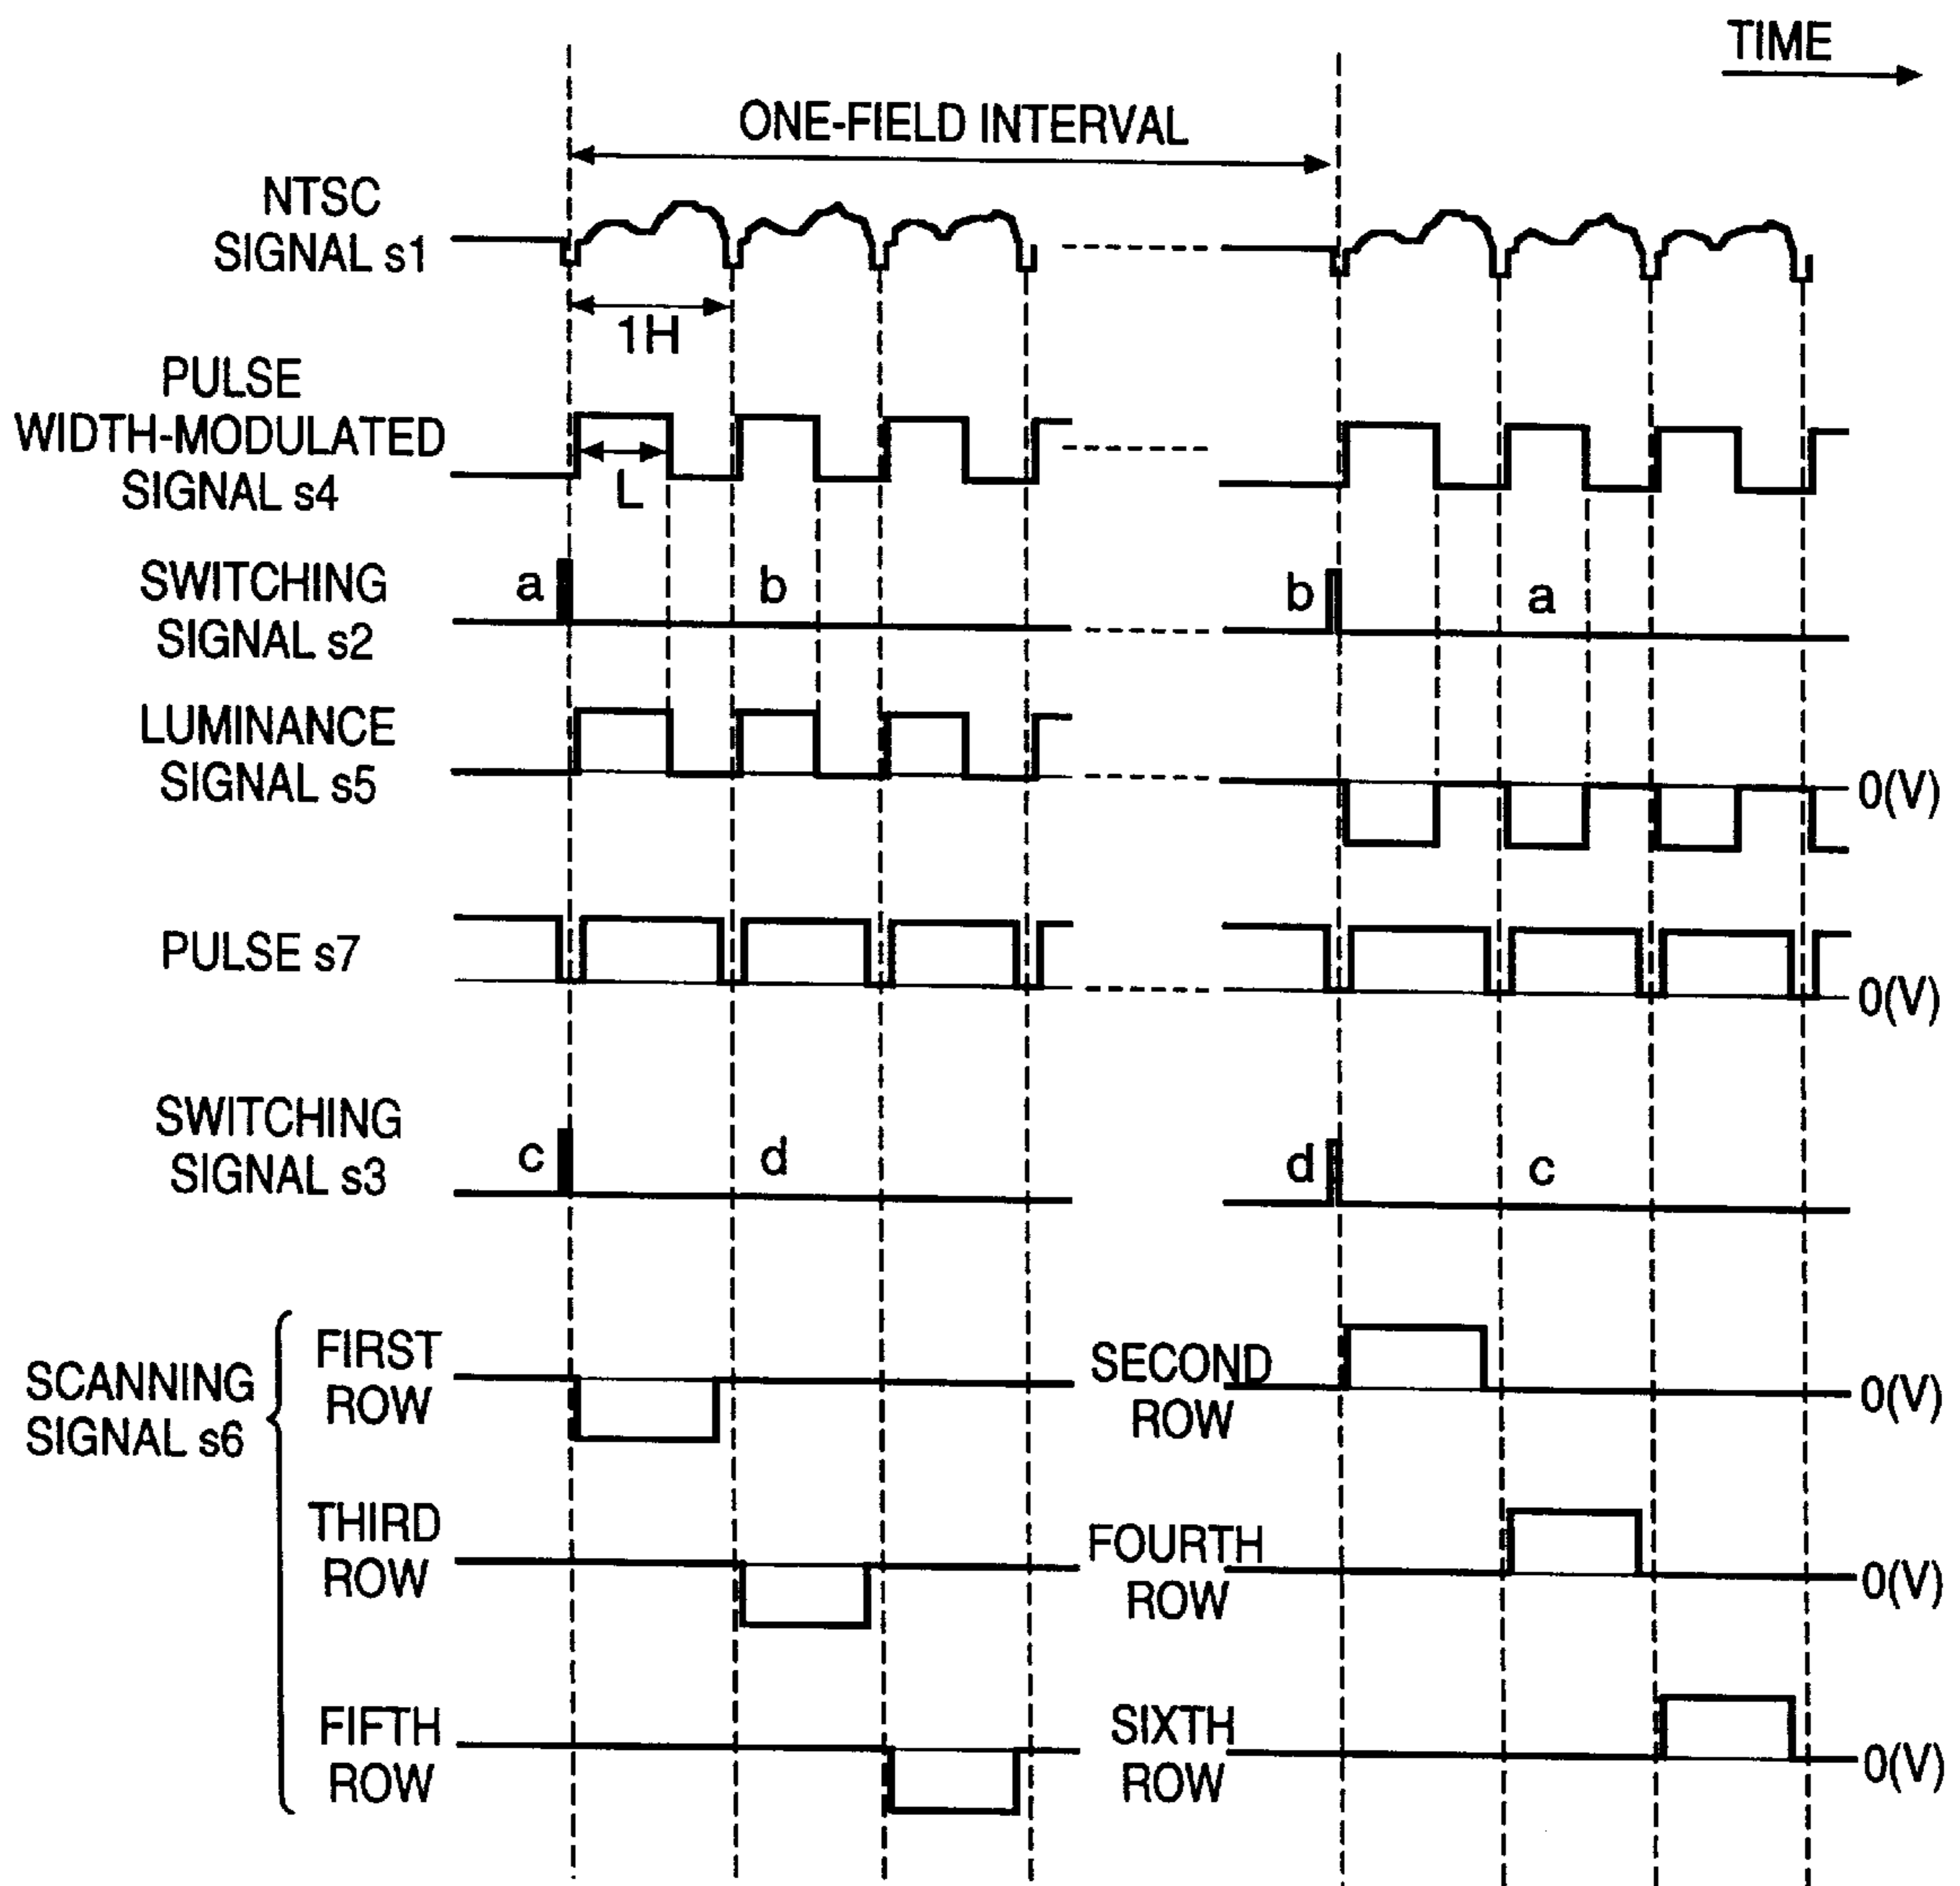 TIME
ONE-FIELD INTERVAL
NTSC
SIGNAL s1
1H
PULSE
WIDTH-MODULATED
SIGNAL s4
L
SWITCHING
SIGNAL s2
a
b
b
a
LUMINANCE
SIGNAL s5
0(V)
PULSE s7
0(V)
SWITCHING
SIGNAL s3
c
d
d
c
SCANNING
SIGNAL s6
FIRST
ROW
SECOND
ROW
0(V)
THIRD
ROW
FOURTH
ROW
0(V)
FIFTH
ROW
SIXTH
ROW
0(V)